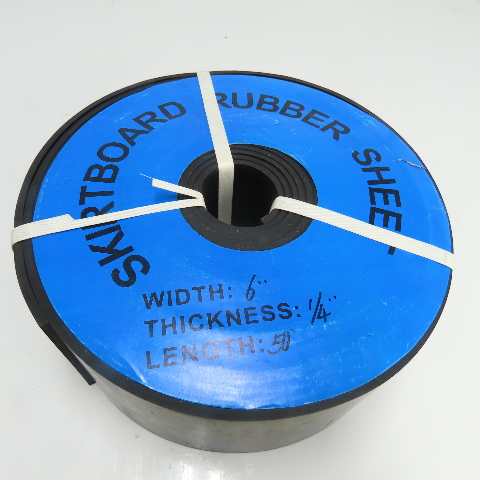 SKIRTBOARD RUBBER SHEET
WIDTH: 6"
THICKNESS: 1/4"
LENGTH: 50'